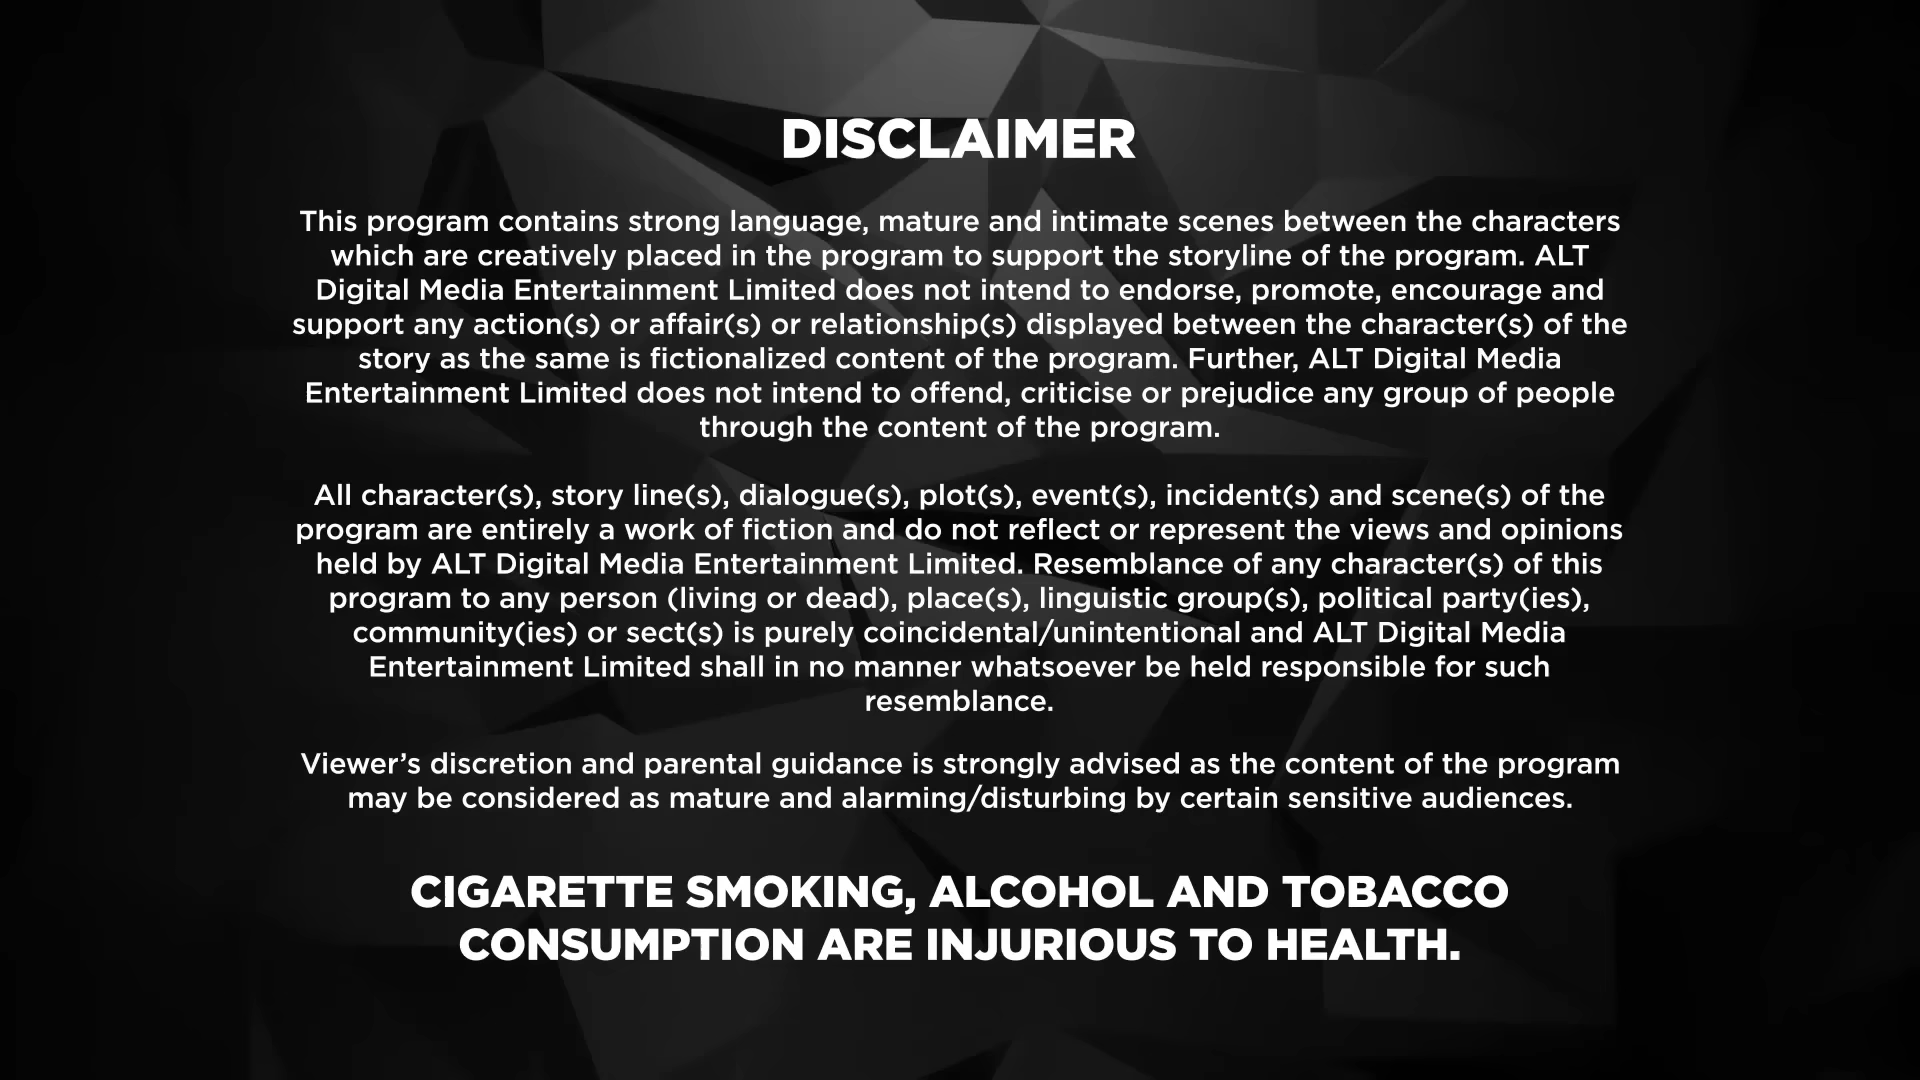 DISCLAIMER
This program contains strong language, mature and intimate scenes between the characters
which are creatively placed in the program to support the storyline of the program. ALT
Digital Media Entertainment Limited does not intend to endorse, promote, encourage and
support any action(s) or affair(s) or relationship(s) displayed between the character(s) of the
story as the same is fictionalized content of the program. Further, ALT Digital Media
Entertainment Limited does not intend to offend, criticise or prejudice any group of people
through the content of the program.
All character(s), story line(s), dialogue(s), plot(s), event(s), incident(s) and scene(s) of the
program are entirely a work of fiction and do not reflect or represent the views and opinions
held by ALT Digital Media Entertainment Limited. Resemblance of any character(s) of this
program to any person (living or dead), place(s), linguistic group(s), political party(ies),
community(ies) or sect(s) is purely coincidental/unintentional and ALT Digital Media
Entertainment Limited shall in no manner whatsoever be held responsible for such
resemblance.
Viewer’s discretion and parental guidance is strongly advised as the content of the program
may be considered as mature and alarming/disturbing by certain sensitive audiences.
CIGARETTE SMOKING, ALCOHOL AND TOBACCO
CONSUMPTION ARE INJURIOUS TO HEALTH.